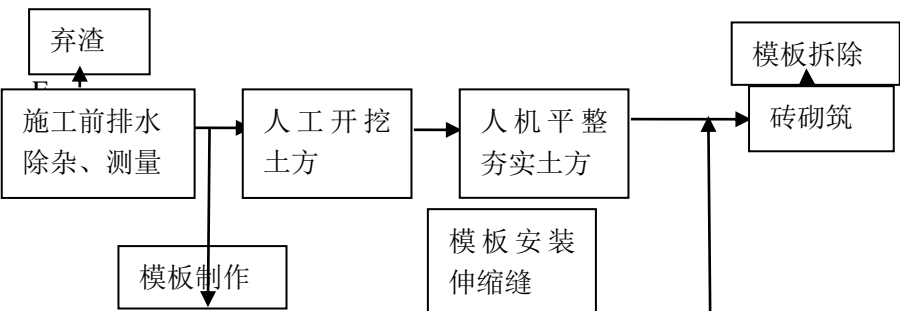 弃渣
模板拆除
施工前排水
除杂、测量
人工开挖
土方
人机平整
夯实土方
砖砌筑
模板安装
伸缩缝
模板制作